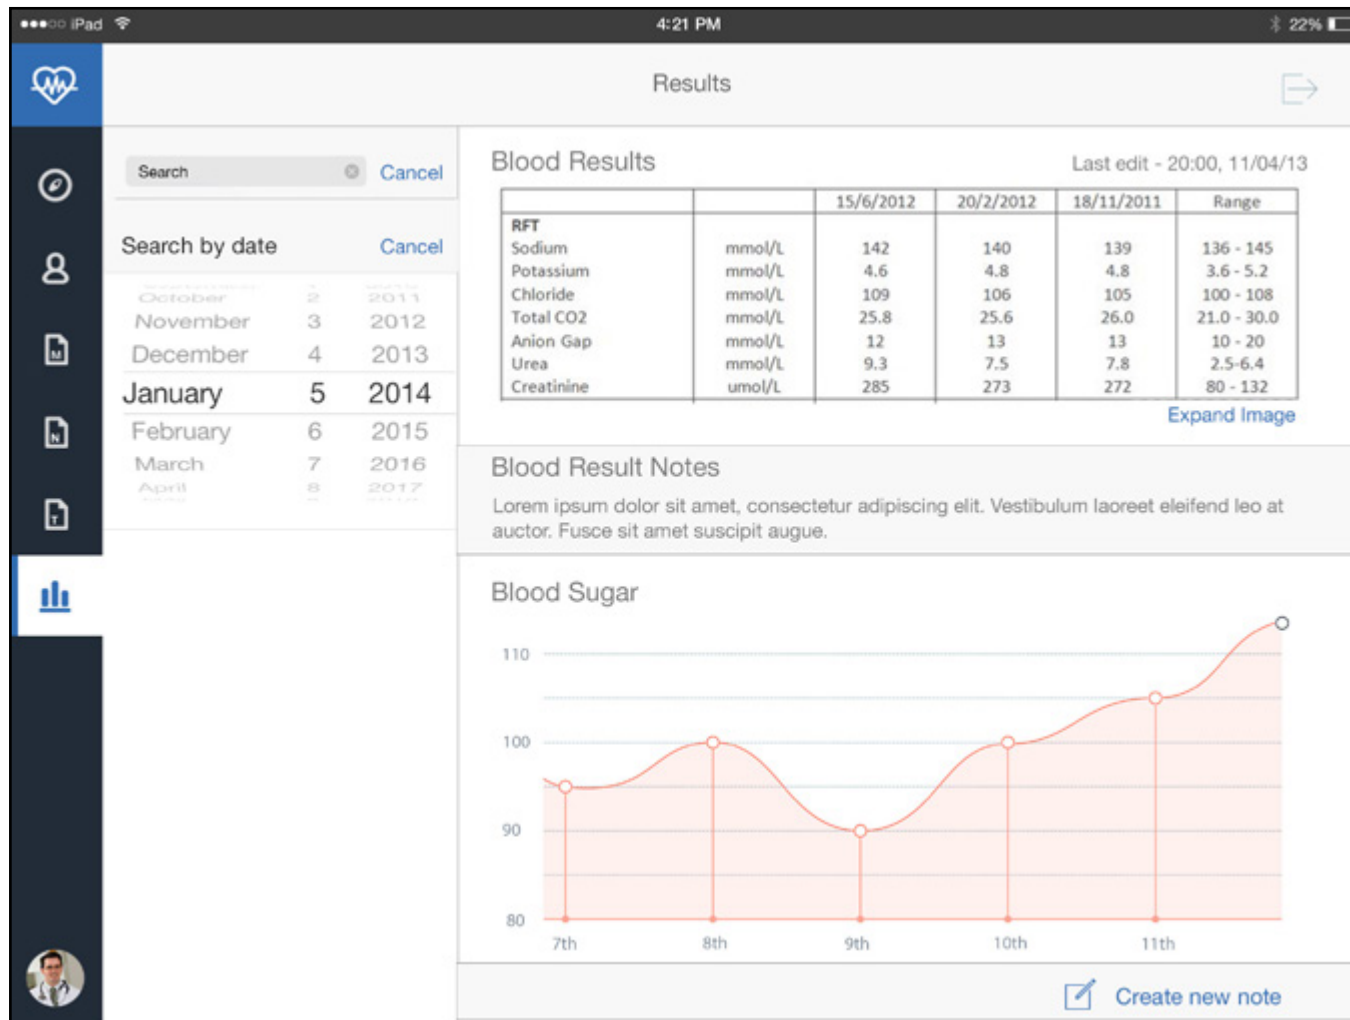 iPad 4:21 PM 22%
Results
Search Cancel
Search by date Cancel
October 2 2011
November 3 2012
December 4 2013
January 5 2014
February 6 2015
March 7 2016
April 8 2017
Blood Results Last edit - 20:00, 11/04/13
15/6/2012 20/2/2012 18/11/2011 Range
RFT
Sodium mmol/L 142 140 139 136 - 145
Potassium mmol/L 4.6 4.8 4.8 3.6 - 5.2
Chloride mmol/L 109 106 105 100 - 108
Total CO2 mmol/L 25.8 25.6 26.0 21.0 - 30.0
Anion Gap mmol/L 12 13 13 10 - 20
Urea mmol/L 9.3 7.5 7.8 2.5-6.4
Creatinine umol/L 285 273 272 80 - 132
Expand Image
Blood Result Notes
Lorem ipsum dolor sit amet, consectetur adipiscing elit. Vestibulum laoreet eleifend leo at
auctor. Fusce sit amet suscipit augue.
Blood Sugar
110
100
90
80
7th 8th 9th 10th 11th
M
N
T
Create new note